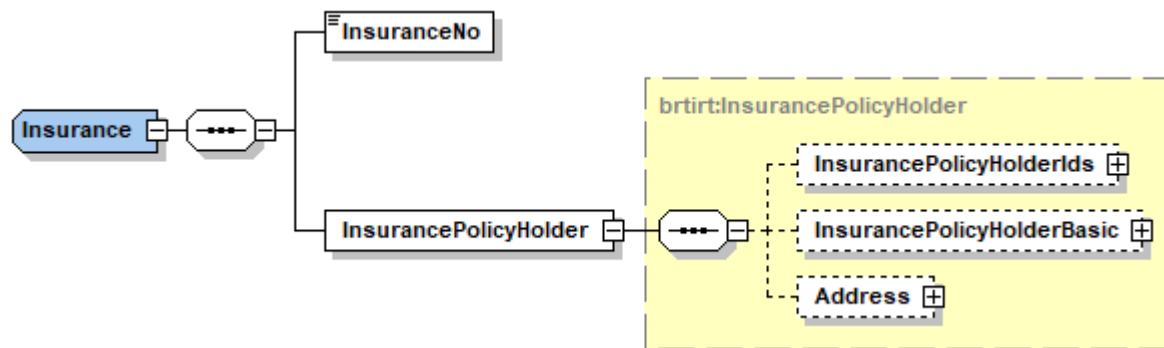 InsuranceNo
brtirt:InsurancePolicyHolder
Insurance
InsurancePolicyHolderIds
InsurancePolicyHolder
InsurancePolicyHolderBasic
Address